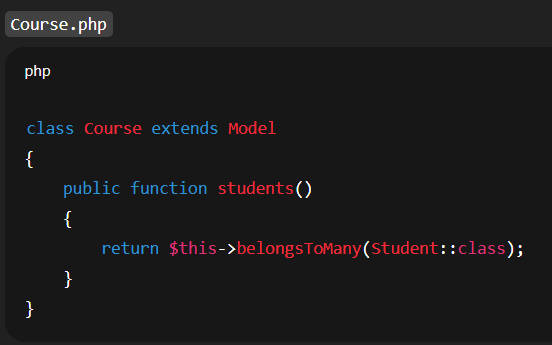 Course.php
php
class Course extends Model
{
    public function students()
    {
        return $this->belongsToMany(Student::class);
    }
}